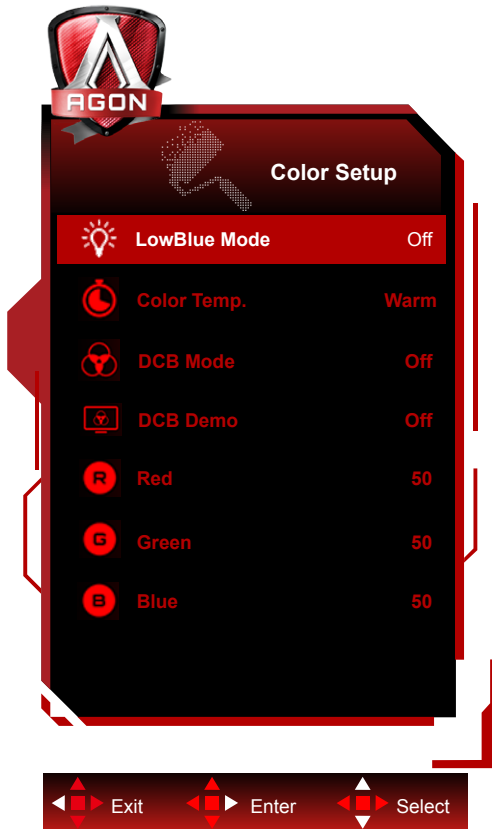 AGON
Color Setup
LowBlue Mode Off
Color Temp. Warm
DCB Mode Off
DCB Demo Off
R Red 50
G Green 50
B Blue 50
Exit Enter Select